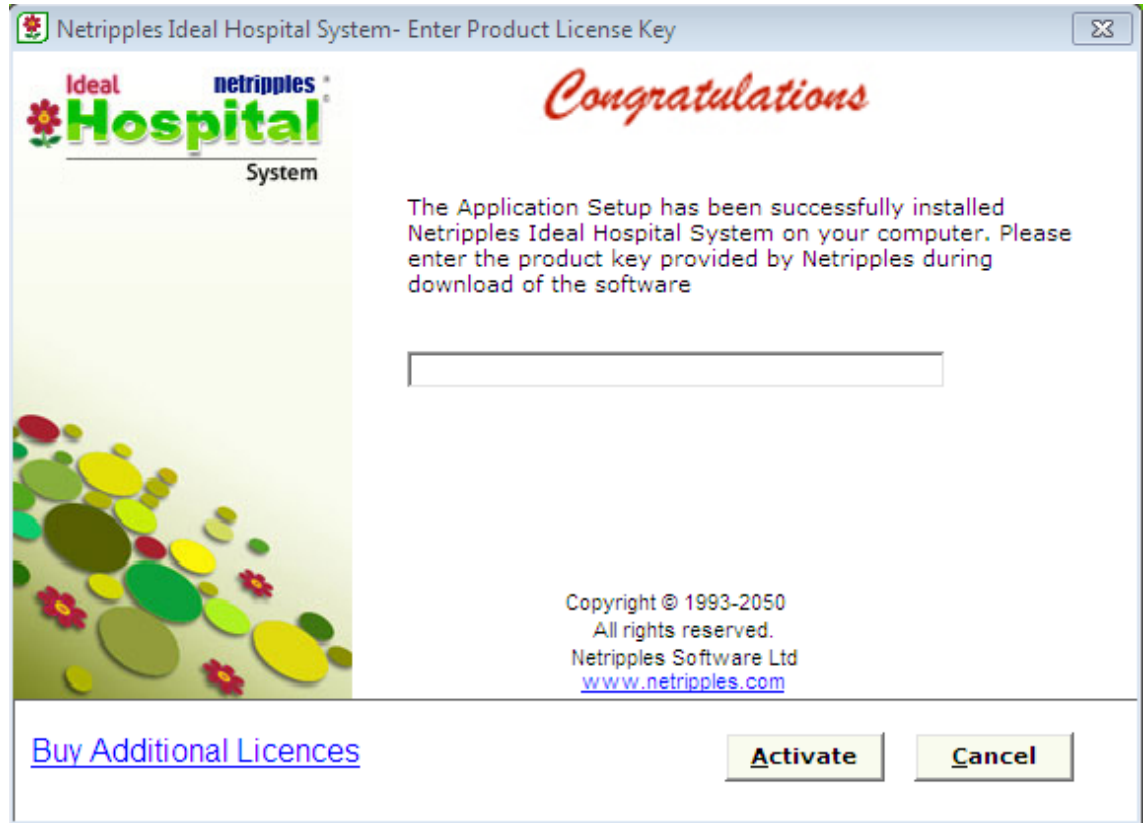 Netripples Ideal Hospital System- Enter Product License Key
Ideal netripples
Hospital
System
Congratulations
The Application Setup has been successfully installed
Netripples Ideal Hospital System on your computer. Please
enter the product key provided by Netripples during
download of the software
Copyright © 1993-2050
All rights reserved.
Netripples Software Ltd
www.netripples.com
Buy Additional Licences
Activate
Cancel